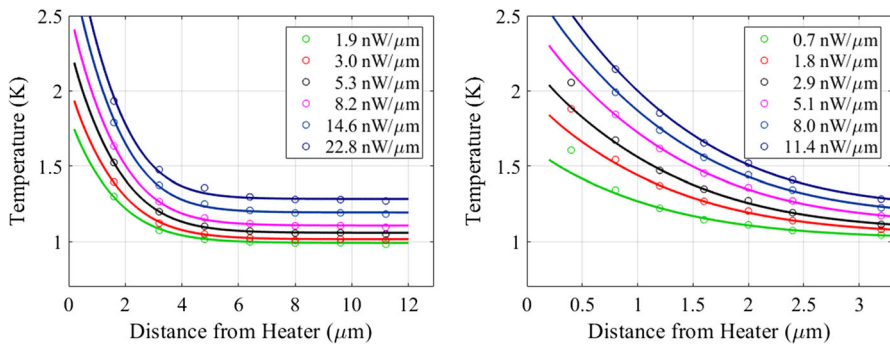 2.5
2
1.5
1
Temperature (K)
0
2
4
6
8
10
12
Distance from Heater (μm)
1.9 nW/μm
3.0 nW/μm
5.3 nW/μm
8.2 nW/μm
14.6 nW/μm
22.8 nW/μm
2.5
2
1.5
1
Temperature (K)
0
0.5
1
1.5
2
2.5
3
Distance from Heater (μm)
0.7 nW/μm
1.8 nW/μm
2.9 nW/μm
5.1 nW/μm
8.0 nW/μm
11.4 nW/μm